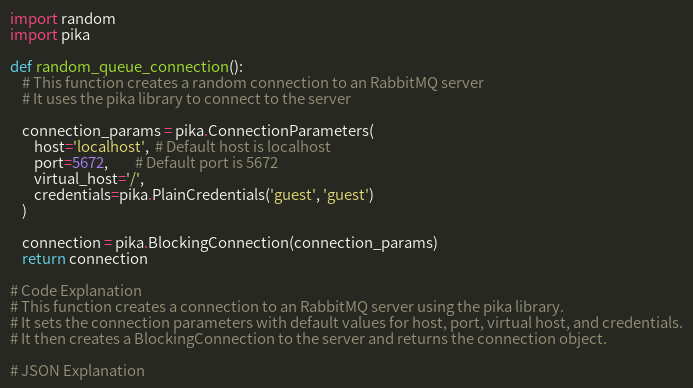 import random
import pika

def random_queue_connection():
    # This function creates a random connection to an RabbitMQ server
    # It uses the pika library to connect to the server

    connection_params = pika.ConnectionParameters(
        host='localhost',  # Default host is localhost
        port=5672,        # Default port is 5672
        virtual_host='/',
        credentials=pika.PlainCredentials('guest', 'guest')
    )

    connection = pika.BlockingConnection(connection_params)
    return connection

# Code Explanation
# This function creates a connection to an RabbitMQ server using the pika library.
# It sets the connection parameters with default values for host, port, virtual host, and credentials.
# It then creates a BlockingConnection to the server and returns the connection object.

# JSON Explanation